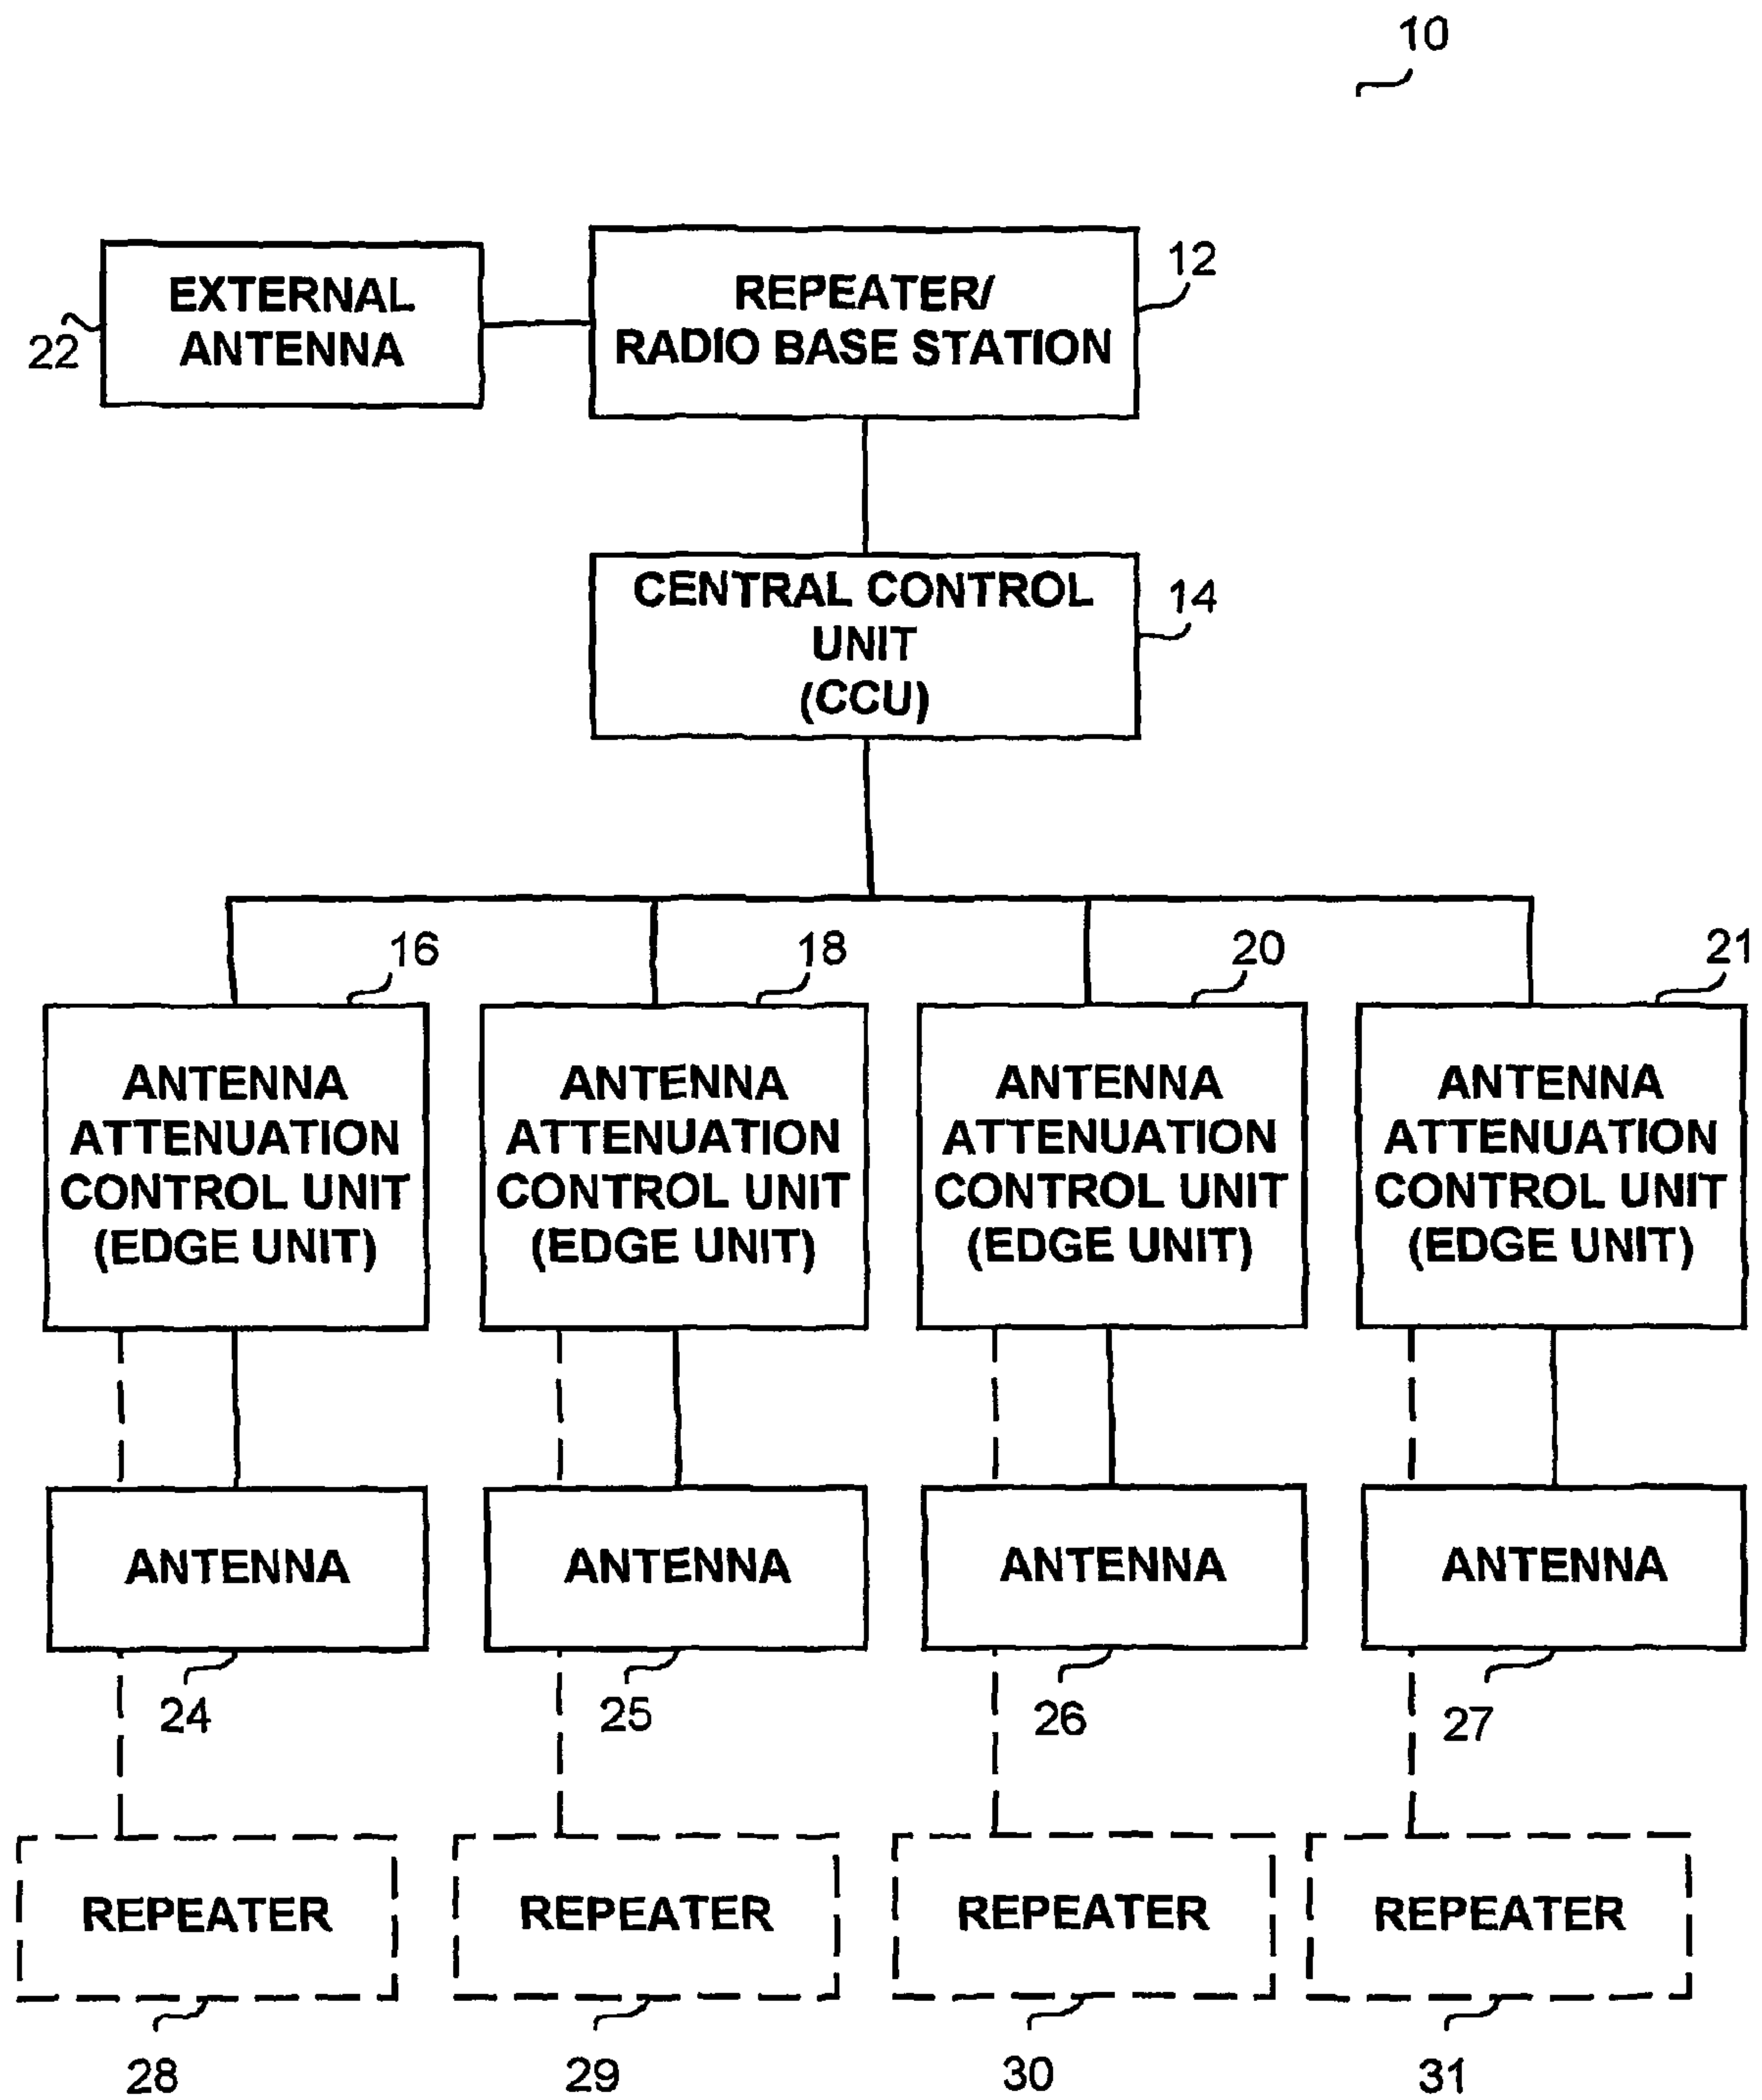 10
EXTERNAL
ANTENNA
22
REPEATER/
RADIO BASE STATION
12
CENTRAL CONTROL
UNIT
(CCU)
14
16
18
20
21
ANTENNA
ATTENUATION
CONTROL UNIT
(EDGE UNIT)
ANTENNA
ATTENUATION
CONTROL UNIT
(EDGE UNIT)
ANTENNA
ATTENUATION
CONTROL UNIT
(EDGE UNIT)
ANTENNA
ATTENUATION
CONTROL UNIT
(EDGE UNIT)
ANTENNA
ANTENNA
ANTENNA
ANTENNA
24
25
26
27
REPEATER
REPEATER
REPEATER
REPEATER
28
29
30
31